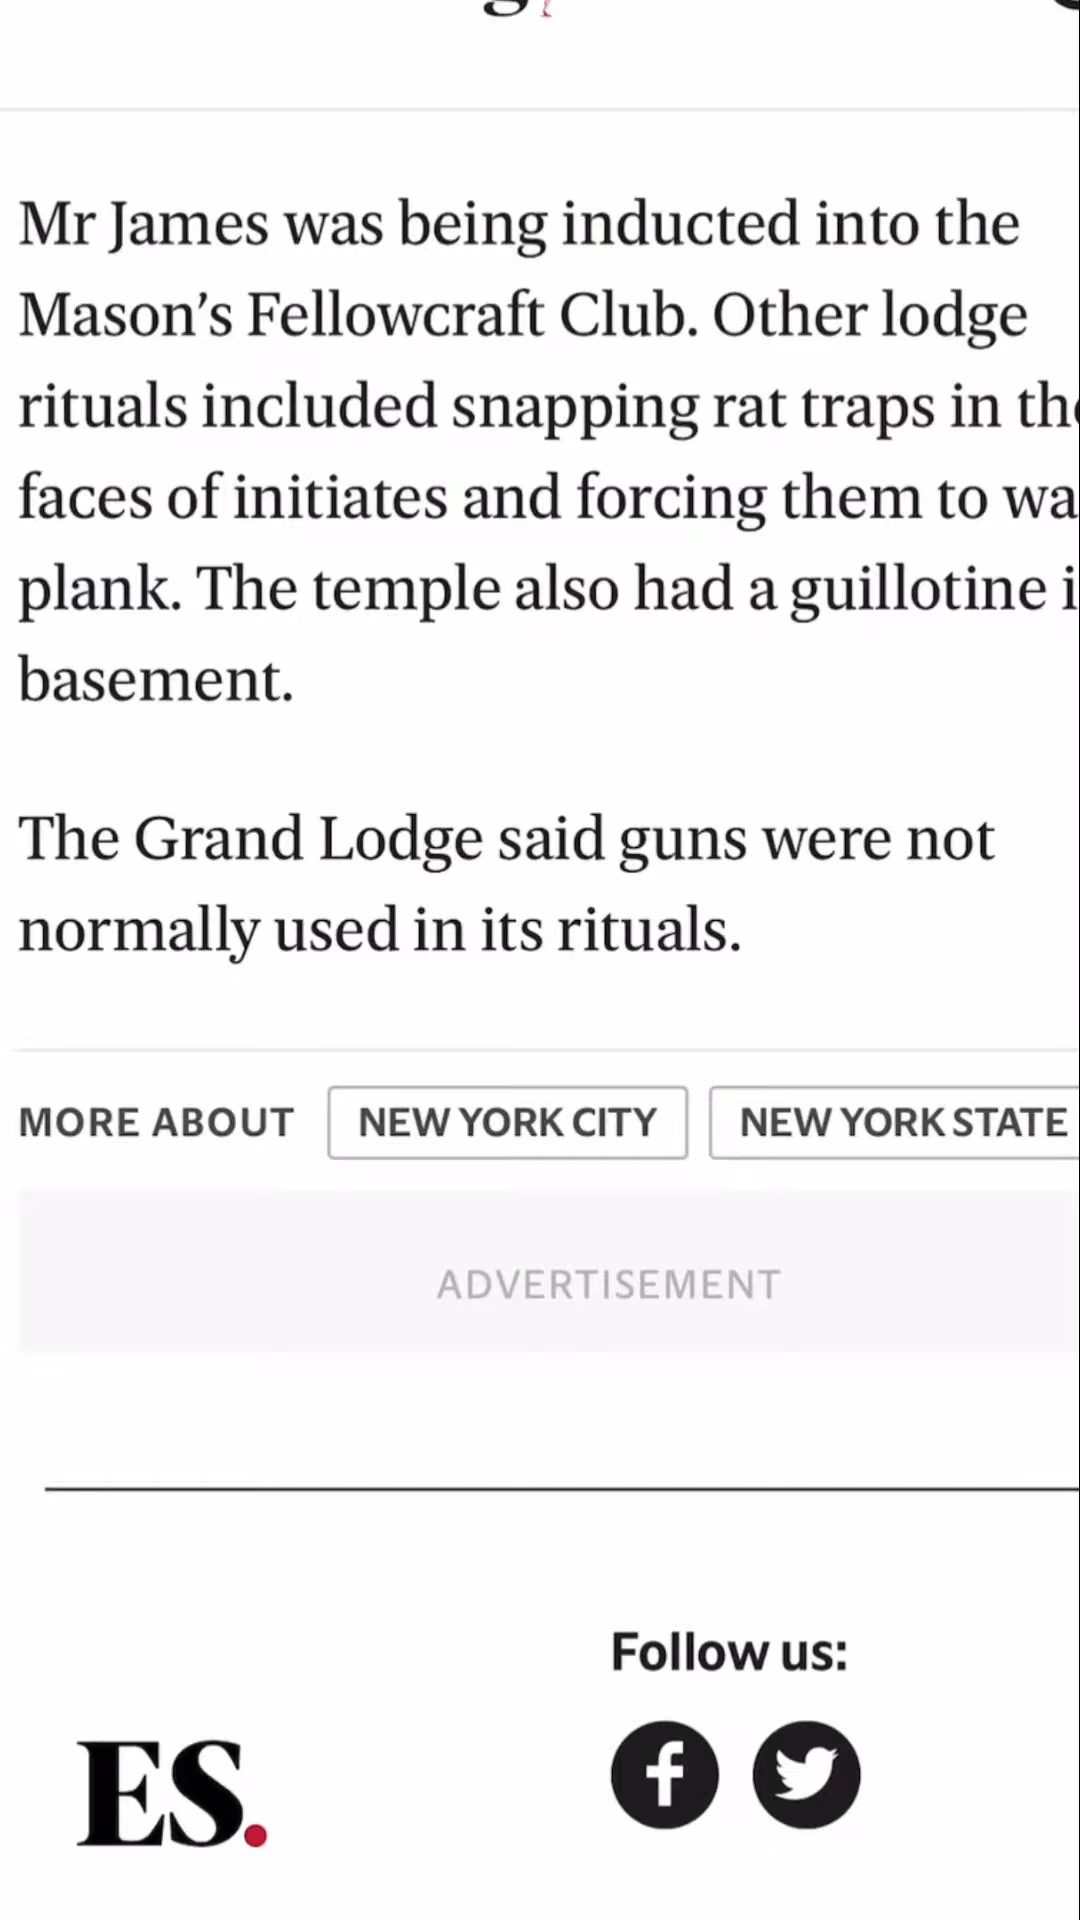 Mr James was being inducted into the
Mason's Fellowcraft Club. Other lodge
rituals included snapping rat traps in
faces of initiates and forcing them to
plank. The temple also had a guillotine
basement.
The Grand Lodge said guns were not
normally used in its rituals.
MORE ABOUT
NEW YORK CITY
NEW YORK STATE
ADVERTISEMENT
Follow us:
ES.